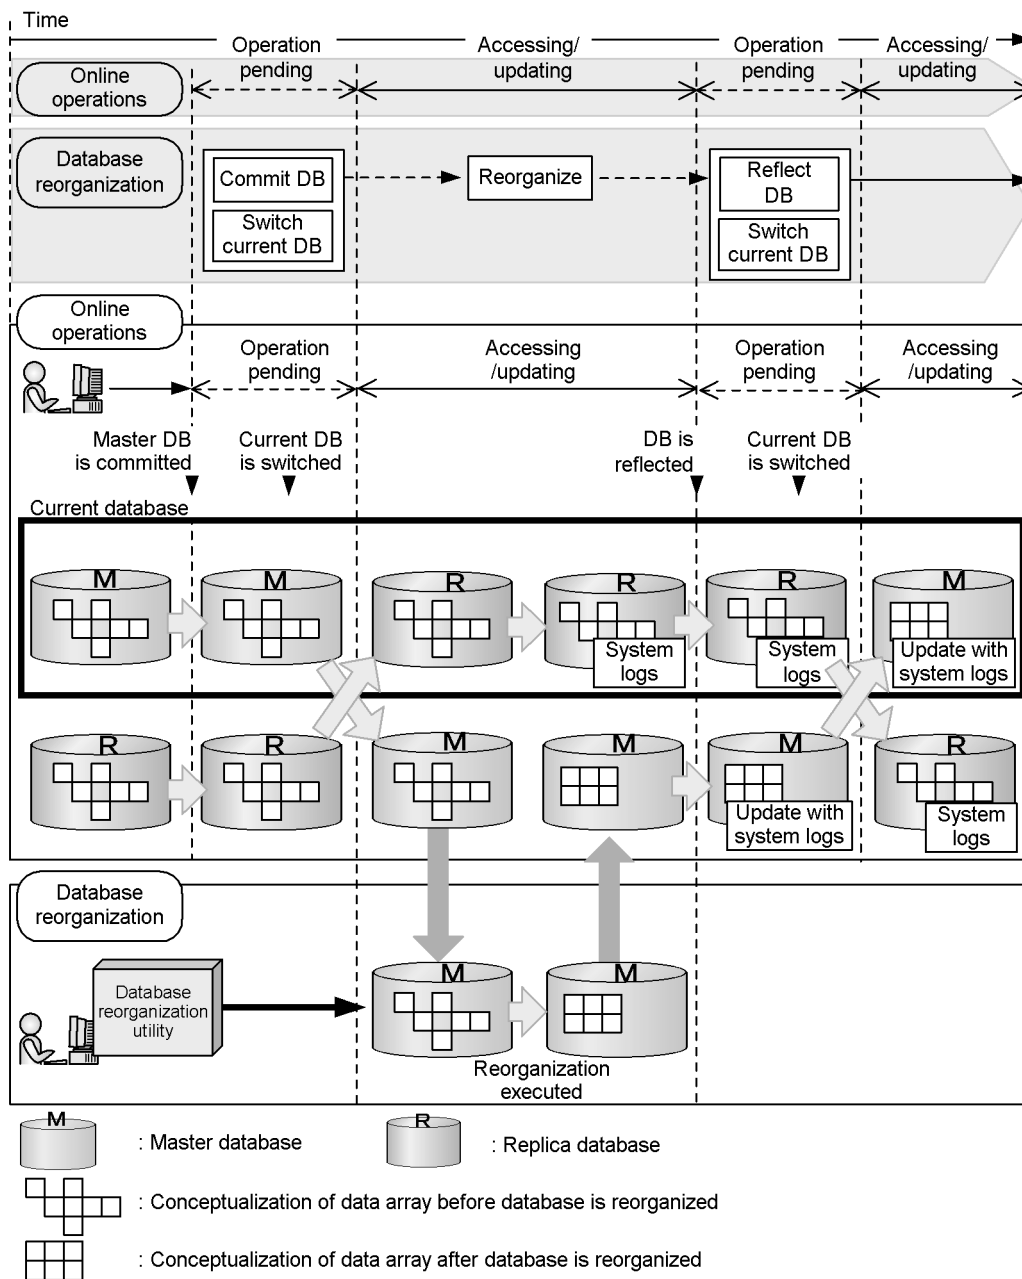 Time
Operation
pending
Accessing/
updating
Operation
pending
Accessing/
updating
Online
operations
Database
reorganization
Commit DB
Switch
current DB
Reorganize
Reflect
DB
Switch
current DB
Online
operations
Operation
pending
Accessing
/updating
Operation
pending
Accessing
/updating
Master DB
is committed
Current DB
is switched
DB is
reflected
Current DB
is switched
Current database
M
M
R
R
System
logs
R
System
logs
M
Update with
system logs
R
R
M
M
M
Update with
system logs
R
System
logs
Database
reorganization
Database
reorganization
utility
M
M
Reorganization
executed
M
: Master database
R
: Replica database
: Conceptualization of data array before database is reorganized
: Conceptualization of data array after database is reorganized